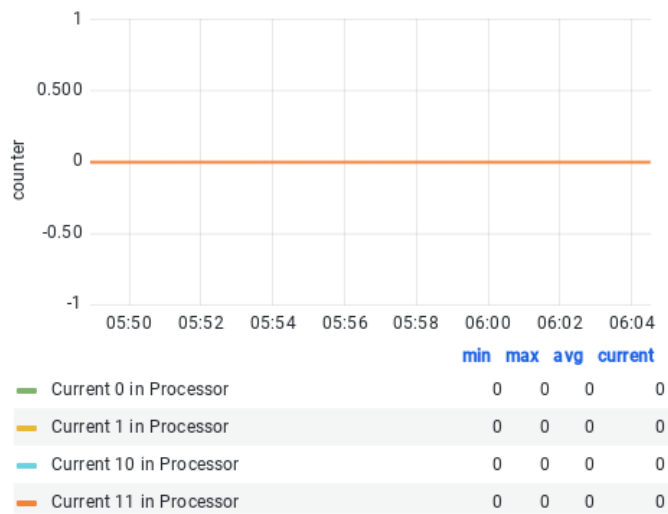 1
0.500
0
-0.50
-1
counter
05:50 05:52 05:54 05:56 05:58 06:00 06:02 06:04
min max avg current
Current 0 in Processor 0 0 0 0
Current 1 in Processor 0 0 0 0
Current 10 in Processor 0 0 0 0
Current 11 in Processor 0 0 0 0